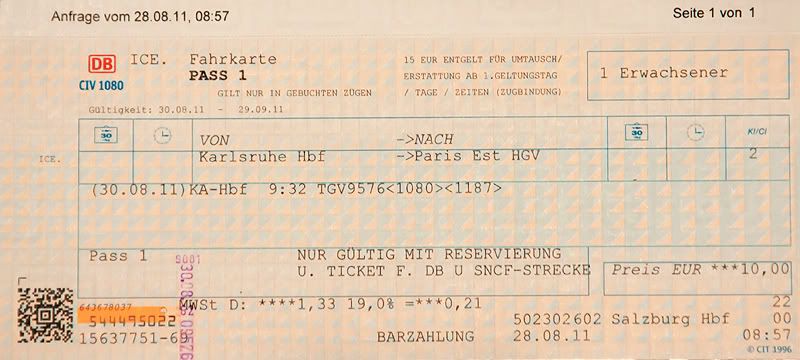 Anfrage vom 28.08.11, 08:57 Seite 1 von 1
DB ICE. Fahrkarte 15 EUR ENTGELT FÜR UMTAUSCH/
CIV 1080 PASS 1 ERSTATTUNG AB 1.GELTUNGSTAG 1 Erwachsener
GILT NUR IN GEBUCHTEN ZÜGEN / TAGE / ZEITEN (ZUGBINDUNG)
Gültigkeit: 30.08.11 - 29.09.11
30 VON ->NACH 30 Kl/Cl
ICE. Karlsruhe Hbf ->Paris Est HGV 2
(30.08.11)KA-Hbf 9:32 TGV9576<1080><1187>
Pass 1 NUR GÜLTIG MIT RESERVIERUNG
U. TICKET F. DB U SNCF-STRECKE Preis EUR ***10,00
643678037 MWSt D: ****1,33 19,0% =***0,21 22
544495022 502302602 Salzburg Hbf 00
15637751-69 BARZAHLUNG 28.08.11 08:57
© CIT 1996